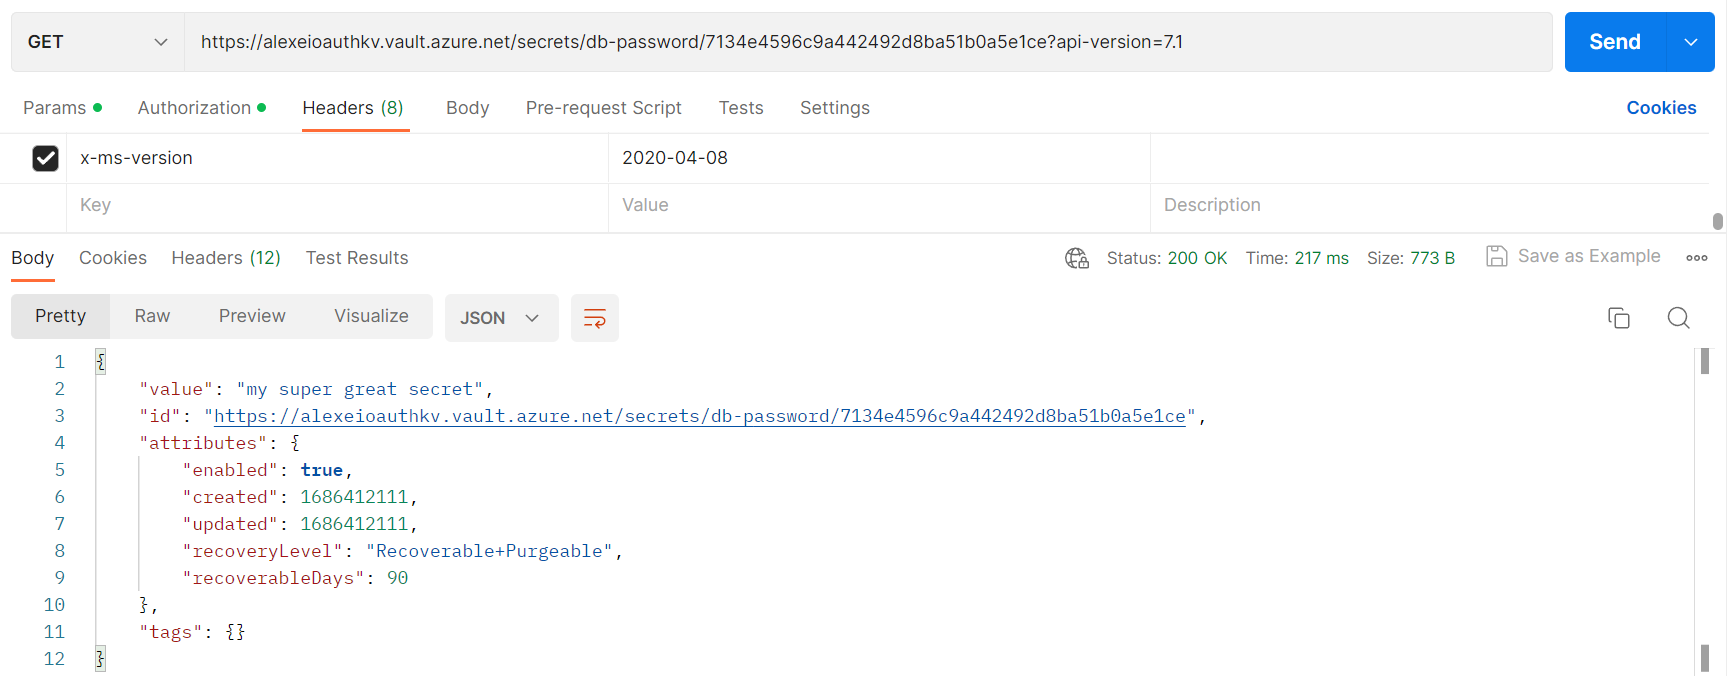 GET https://alexeioauthkv.vault.azure.net/secrets/db-password/7134e4596c9a442492d8ba51b0a5e1ce?api-version=7.1 Send
Params Authorization Headers (8) Body Pre-request Script Tests Settings Cookies
x-ms-version 2020-04-08
Key Value Description
Body Cookies Headers (12) Test Results Status: 200 OK Time: 217 ms Size: 773 B Save as Example
Pretty Raw Preview Visualize JSON
1 {
2 "value": "my super great secret",
3 "id": "https://alexeioauthkv.vault.azure.net/secrets/db-password/7134e4596c9a442492d8ba51b0a5e1ce",
4 "attributes": {
5 "enabled": true,
6 "created": 1686412111,
7 "updated": 1686412111,
8 "recoveryLevel": "Recoverable+Purgeable",
9 "recoverableDays": 90
10 },
11 "tags": {}
12 }